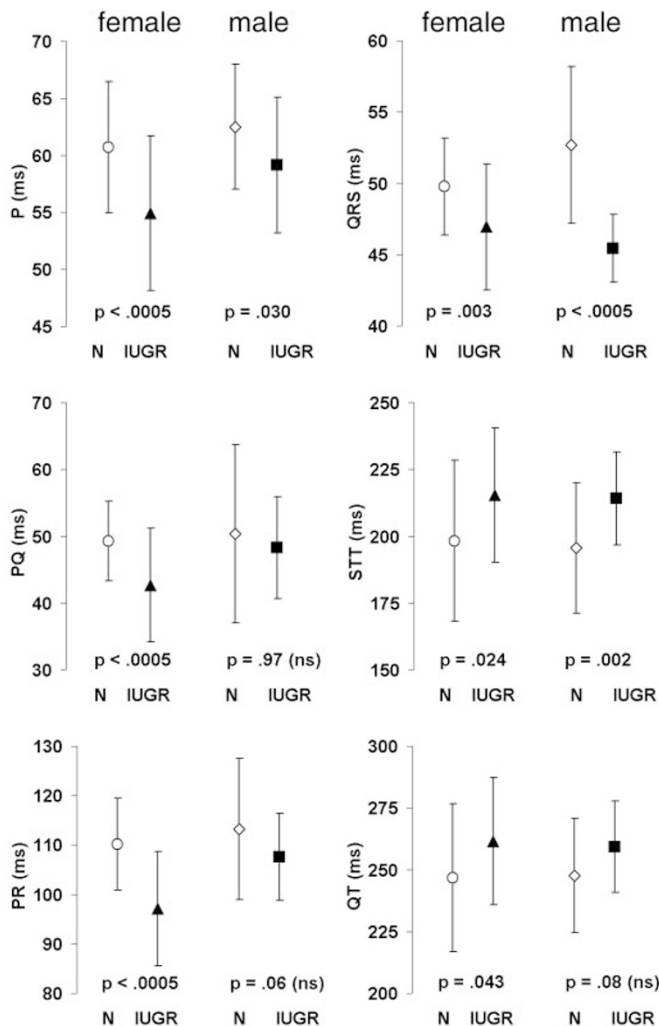 female male
70
65
60
55
50
45
P (ms)
p < .0005 p = .030
N IUGR N IUGR
female male
60
55
50
45
40
QRS (ms)
p = .003 p < .0005
N IUGR N IUGR
70
60
50
40
30
PQ (ms)
p < .0005 p = .97 (ns)
N IUGR N IUGR
250
225
200
175
150
STT (ms)
p = .024 p = .002
N IUGR N IUGR
130
120
110
100
90
80
PR (ms)
p < .0005 p = .06 (ns)
N IUGR N IUGR
300
275
250
225
200
QT (ms)
p = .043 p = .08 (ns)
N IUGR N IUGR